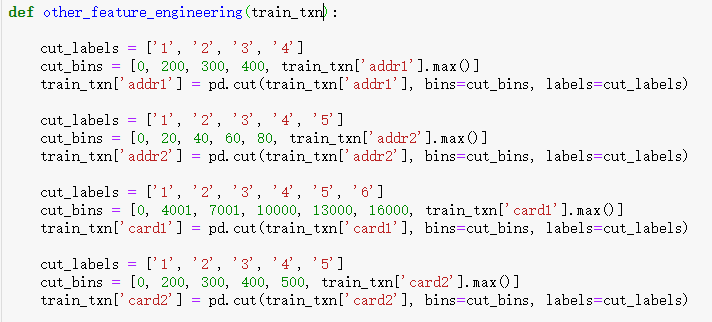 def other_feature_engineering(train_txn):
cut_labels = ['1', '2', '3', '4']
cut_bins = [0, 200, 300, 400, train_txn['addr1'].max()]
train_txn['addr1'] = pd.cut(train_txn['addr1'], bins=cut_bins, labels=cut_labels)
cut_labels = ['1', '2', '3', '4', '5']
cut_bins = [0, 20, 40, 60, 80, train_txn['addr2'].max()]
train_txn['addr2'] = pd.cut(train_txn['addr2'], bins=cut_bins, labels=cut_labels)
cut_labels = ['1', '2', '3', '4', '5', '6']
cut_bins = [0, 4001, 7001, 10000, 13000, 16000, train_txn['card1'].max()]
train_txn['card1'] = pd.cut(train_txn['card1'], bins=cut_bins, labels=cut_labels)
cut_labels = ['1', '2', '3', '4', '5']
cut_bins = [0, 200, 300, 400, 500, train_txn['card2'].max()]
train_txn['card2'] = pd.cut(train_txn['card2'], bins=cut_bins, labels=cut_labels)